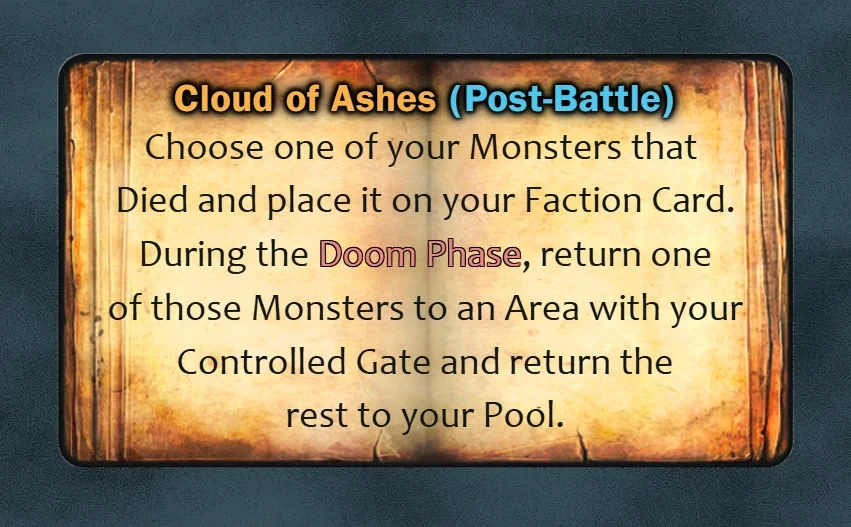 Cloud of Ashes (Post-Battle)
Choose one of your Monsters that
Died and place it on your Faction Card.
During the Doom Phase, return one
of those Monsters to an Area with your
Controlled Gate and return the
rest to your Pool.